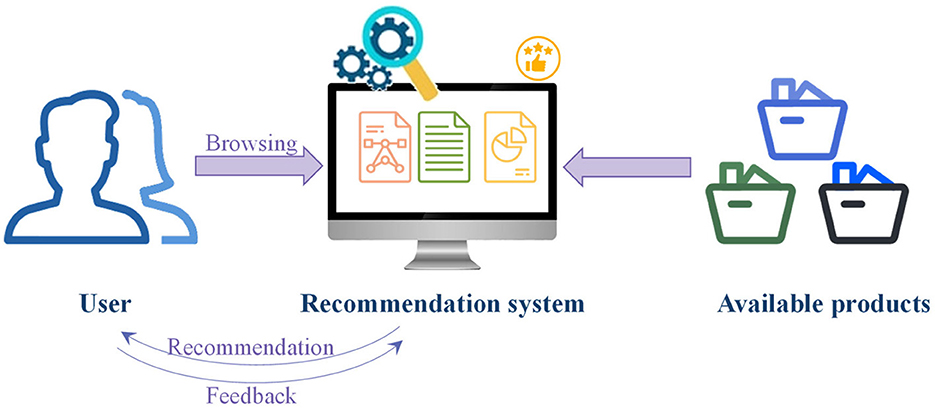 Browsing
User
Recommendation system
Available products
Recommendation
Feedback